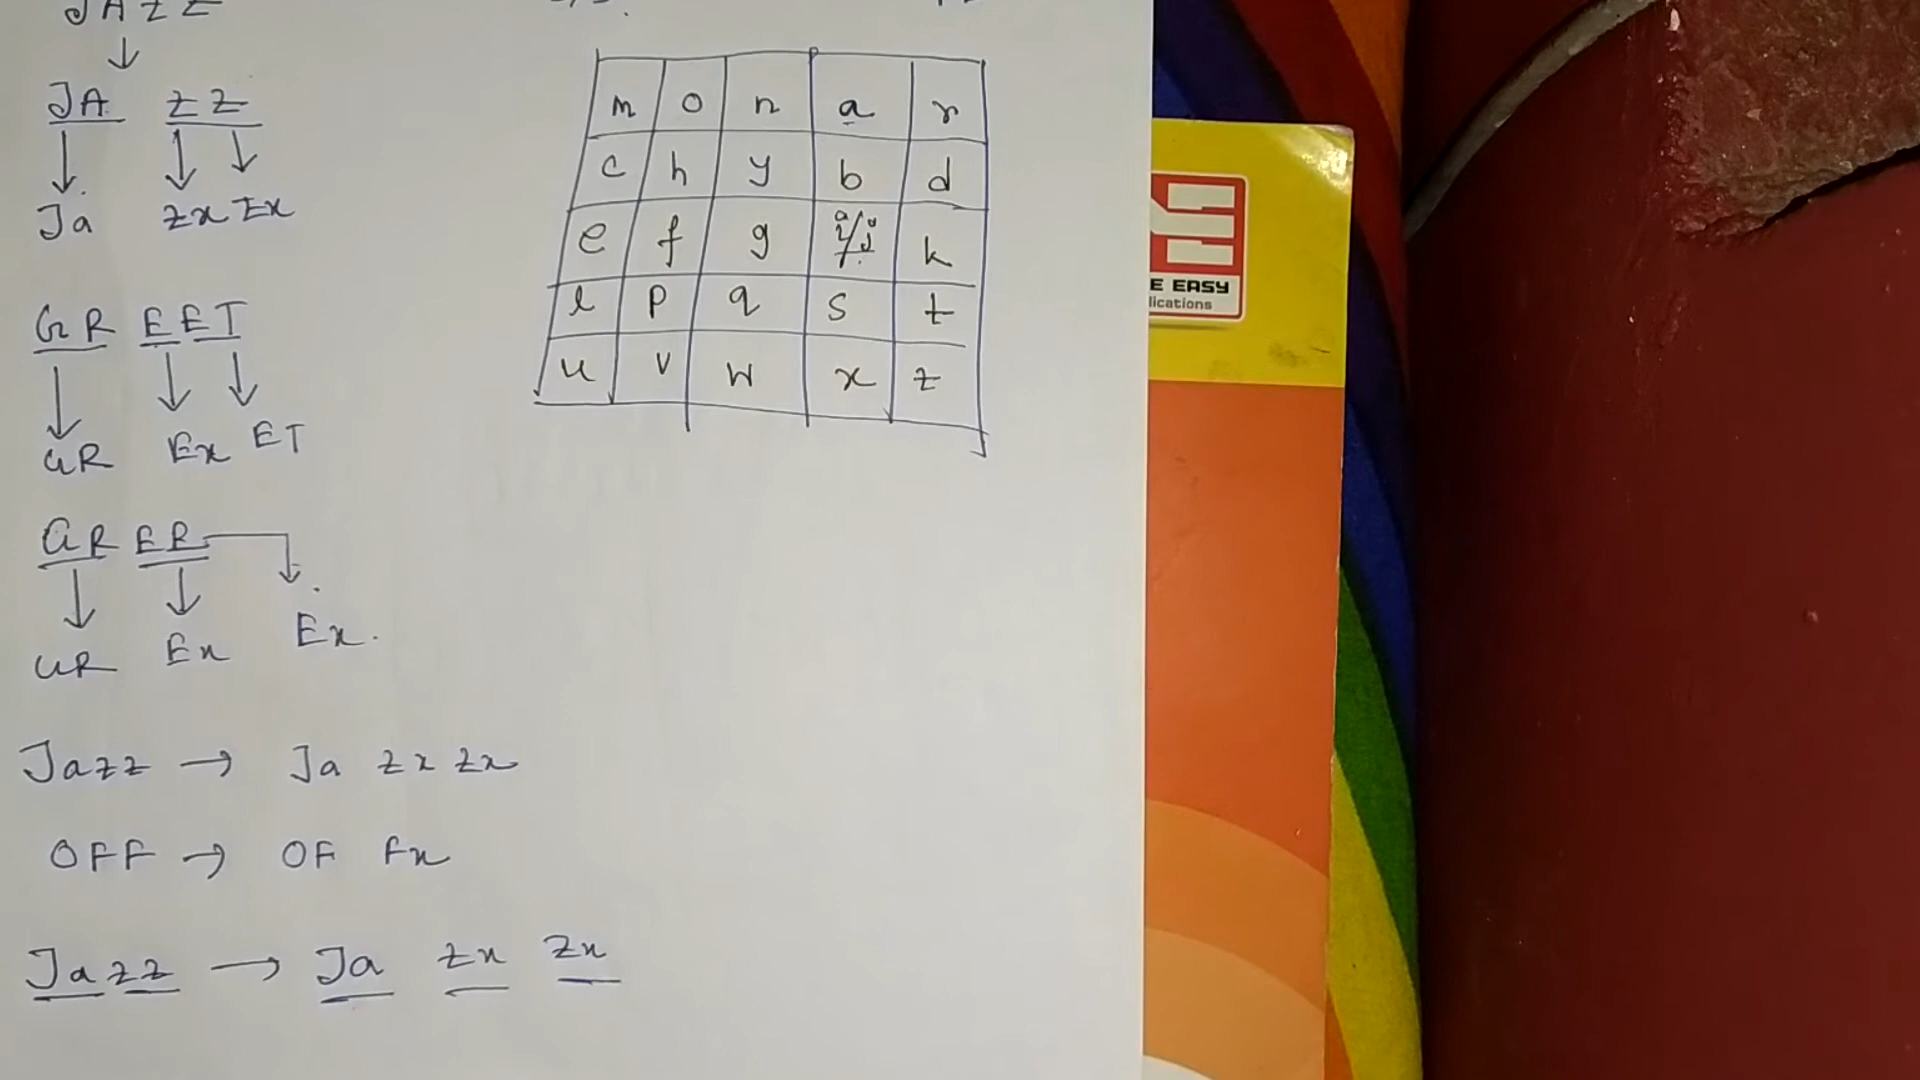 JAZZ
JA ZZ
Ja Zx Zx
GR EET
GR Ex ET
GR EE
GR Ex Ex.
Jazz → Ja Zx Zx
OFF → OF Fx
Jazz → Ja Zx Zx
m o n a r
c h y b d
e f g i/j k
l p q s t
u v w x z
E EASY
lications